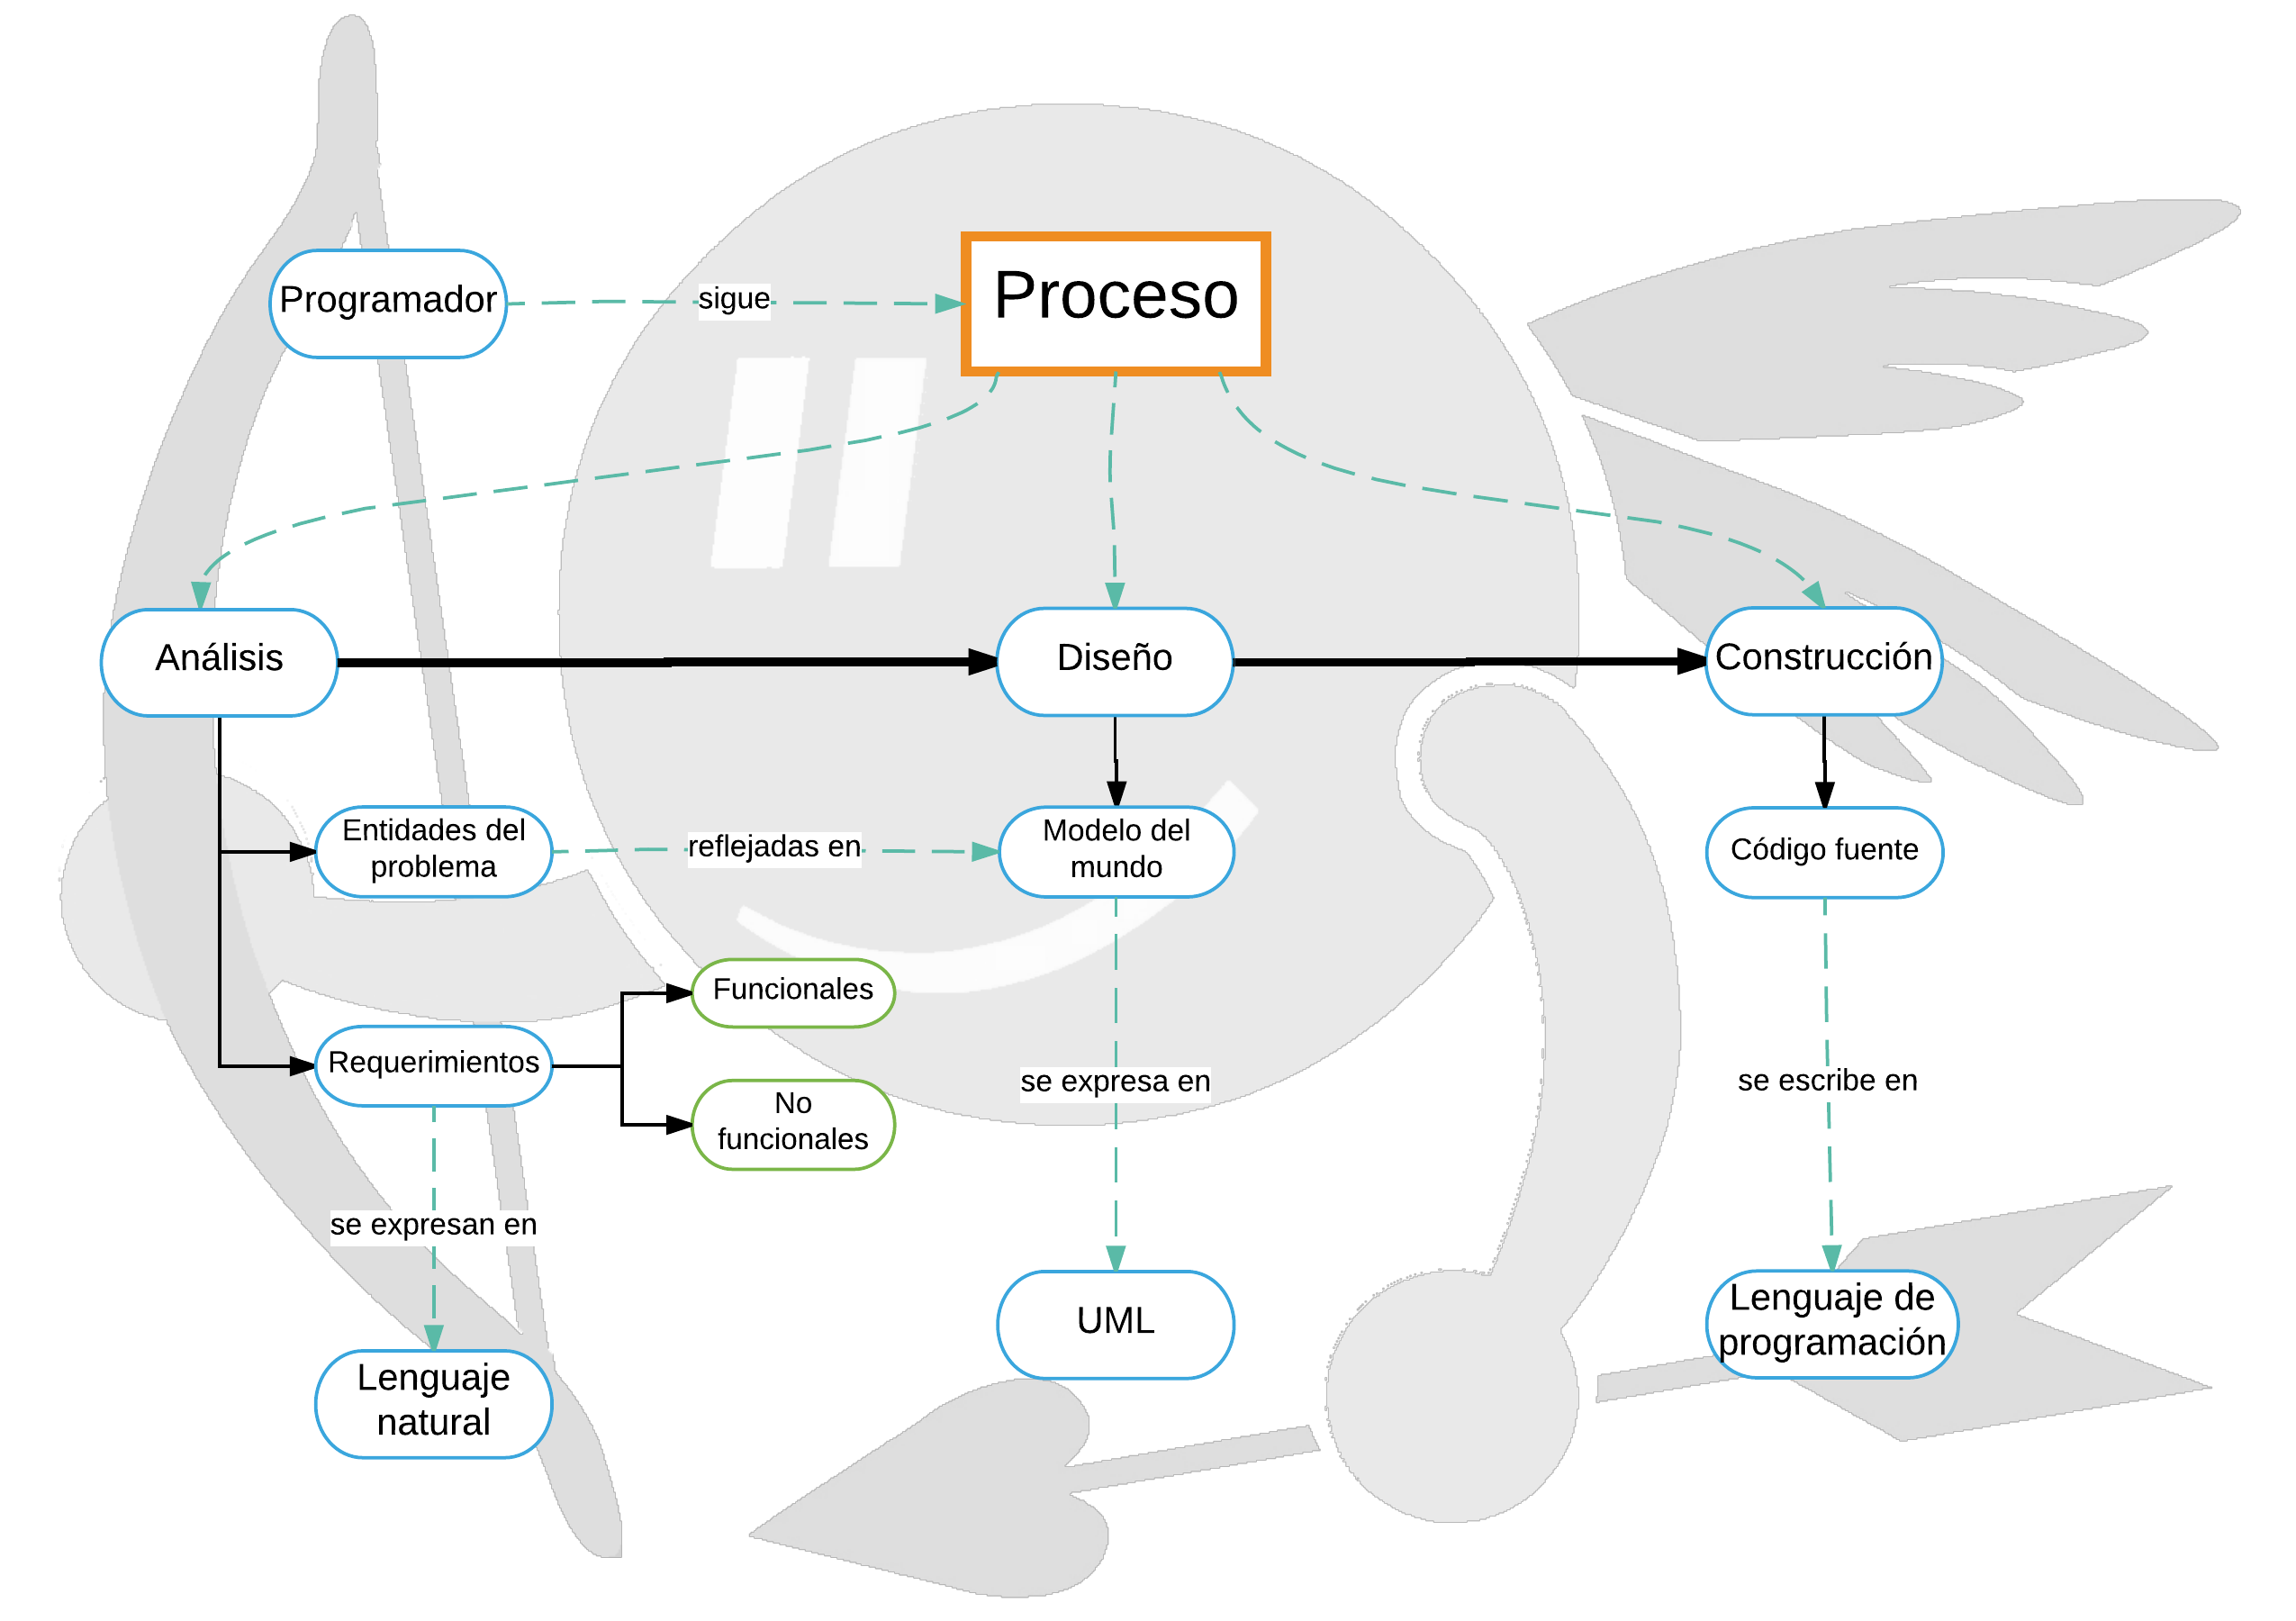 Programador
sigue
Proceso
Análisis
Diseño
Construcción
Entidades del
problema
reflejadas en
Modelo del
mundo
Código fuente
Funcionales
Requerimientos
No
funcionales
se expresa en
se escribe en
se expresan en
UML
Lenguaje de
programación
Lenguaje
natural